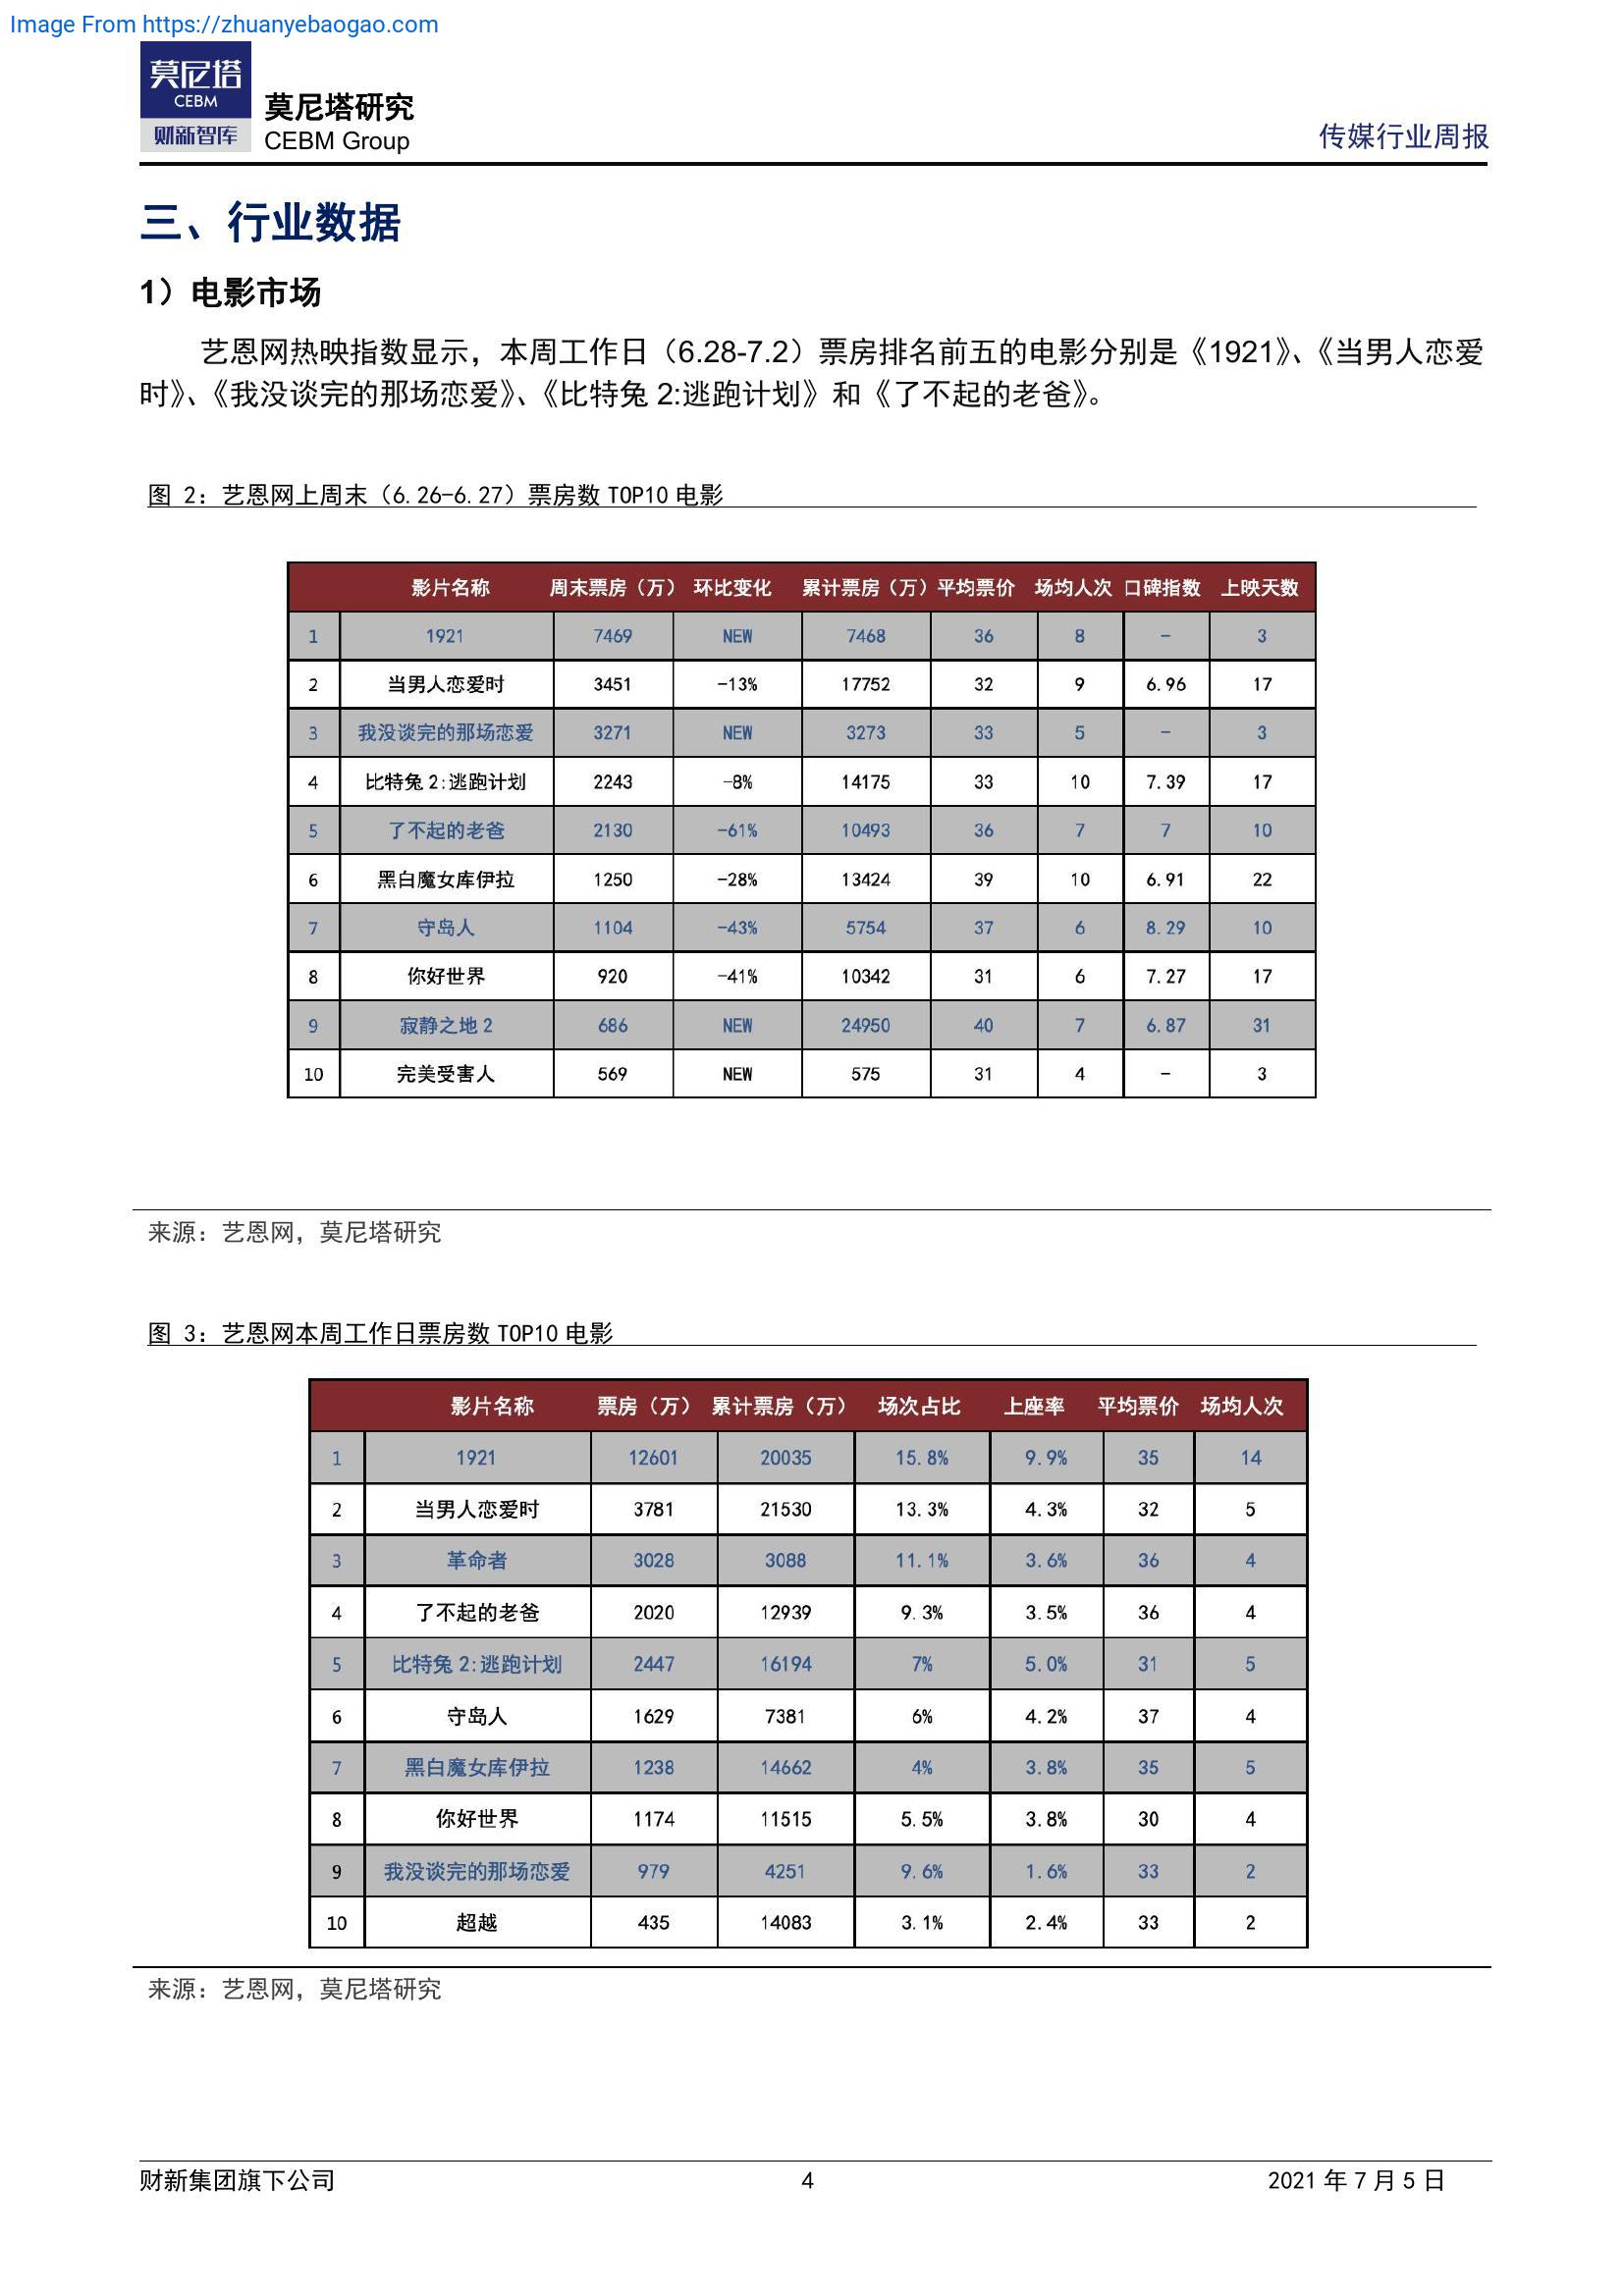 Image From https://zhuanyebaogao.com
莫尼塔
CEBM
财新智库
莫尼塔研究
CEBM Group
传媒行业周报
三、行业数据
1）电影市场
艺恩网热映指数显示，本周工作日（6.28-7.2）票房排名前五的电影分别是《1921》、《当男人恋爱
时》、《我没谈完的那场恋爱》、《比特兔 2:逃跑计划》和《了不起的老爸》。
图 2：艺恩网上周末（6.26-6.27）票房数 TOP10 电影
影片名称 周末票房（万） 环比变化 累计票房（万） 平均票价 场均人次 口碑指数 上映天数
1 1921 7469 NEW 7468 36 8 - 3
2 当男人恋爱时 3451 -13% 17752 32 9 6.96 17
3 我没谈完的那场恋爱 3271 NEW 3273 33 5 - 3
4 比特兔 2:逃跑计划 2243 -8% 14175 33 10 7.39 17
5 了不起的老爸 2130 -61% 10493 36 7 7 10
6 黑白魔女库伊拉 1250 -28% 13424 39 10 6.91 22
7 守岛人 1104 -43% 5754 37 6 8.29 10
8 你好世界 920 -41% 10342 31 6 7.27 17
9 寂静之地 2 686 NEW 24950 40 7 6.87 31
10 完美受害人 569 NEW 575 31 4 - 3
来源：艺恩网，莫尼塔研究
图 3：艺恩网本周工作日票房数 TOP10 电影
影片名称 票房（万） 累计票房（万） 场次占比 上座率 平均票价 场均人次
1 1921 12601 20035 15.8% 9.9% 35 14
2 当男人恋爱时 3781 21530 13.3% 4.3% 32 5
3 革命者 3028 3088 11.1% 3.6% 36 4
4 了不起的老爸 2020 12939 9.3% 3.5% 36 4
5 比特兔 2:逃跑计划 2447 16194 7% 5.0% 31 5
6 守岛人 1629 7381 6% 4.2% 37 4
7 黑白魔女库伊拉 1238 14662 4% 3.8% 35 5
8 你好世界 1174 11515 5.5% 3.8% 30 4
9 我没谈完的那场恋爱 979 4251 9.6% 1.6% 33 2
10 超越 435 14083 3.1% 2.4% 33 2
来源：艺恩网，莫尼塔研究
财新集团旗下公司 4 2021 年 7 月 5 日